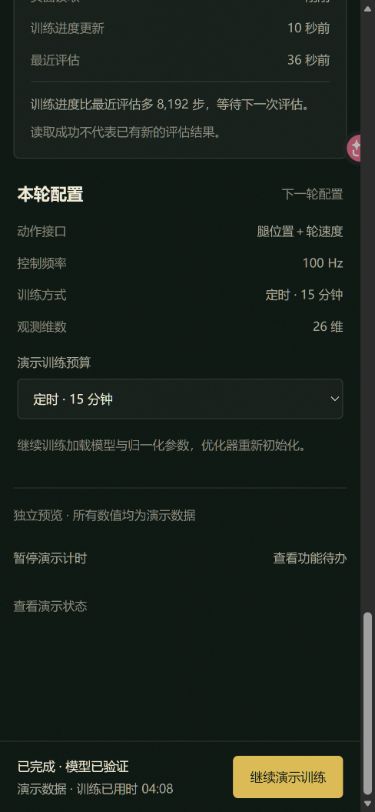 训练进度更新 10 秒前
最近评估 36 秒前
训练进度比最近评估多 8,192 步，等待下一次评估。
读取成功不代表已有新的评估结果。
本轮配置 下一轮配置
动作接口 腿位置 + 轮速度
控制频率 100 Hz
训练方式 定时 · 15 分钟
观测维数 26 维
演示训练预算
定时 · 15 分钟
继续训练加载模型与归一化参数，优化器重新初始化。
独立预览 · 所有数值均为演示数据
暂停演示计时 查看功能待办
查看演示状态
已完成 · 模型已验证
演示数据 · 训练已用时 04:08
继续演示训练